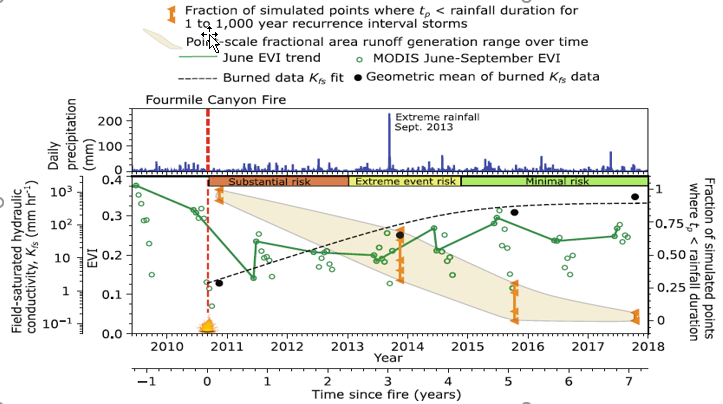 Fraction of simulated points where tp < rainfall duration for
1 to 1,000 year recurrence interval storms
Point-scale fractional area runoff generation range over time
June EVI trend
MODIS June-September EVI
Burned data Kfs fit
Geometric mean of burned Kfs data
Fourmile Canyon Fire
Daily
precipitation
(mm)
200
100
0
Extreme rainfall
Sept. 2013
Substantial risk
Extreme event risk
Minimal risk
Field-saturated hydraulic
conductivity, Kfs (mm hr⁻¹)
10³
10²
10
1
10⁻¹
EVI
0.4
0.3
0.2
0.1
0.0
1
0.75
0.50
0.25
0
Fraction of simulated points
where tp < rainfall duration
2010
2011
2012
2013
2014
2015
2016
2017
2018
Year
−1
0
1
2
3
4
5
6
7
Time since fire (years)